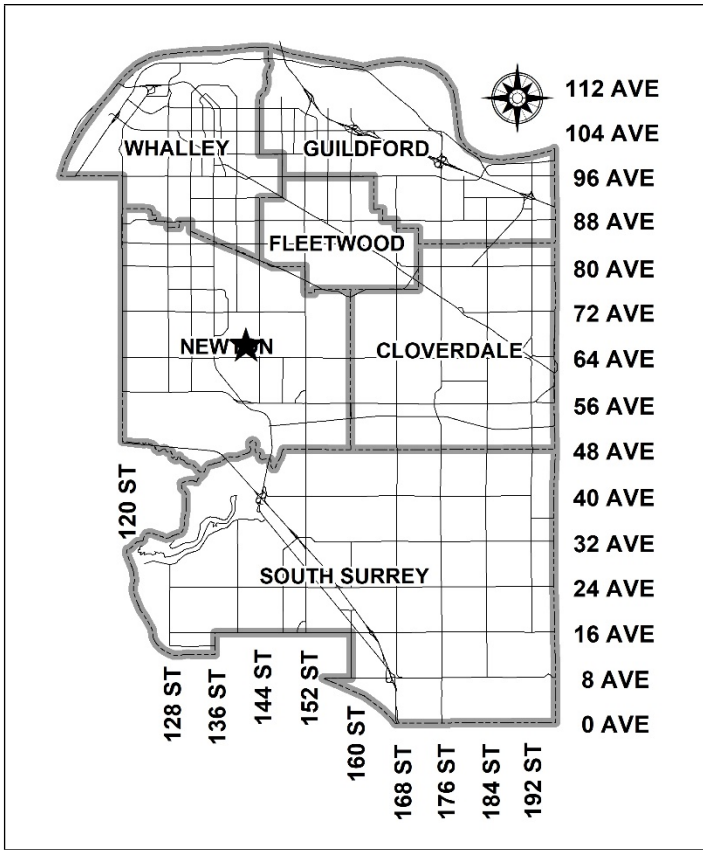 112 AVE
104 AVE
WHALLEY
GUILDFORD
96 AVE
88 AVE
FLEETWOOD
80 AVE
72 AVE
NEWTON
CLOVERDALE
64 AVE
56 AVE
48 AVE
120 ST
40 AVE
32 AVE
SOUTH SURREY
24 AVE
16 AVE
8 AVE
0 AVE
128 ST
136 ST
144 ST
152 ST
160 ST
168 ST
176 ST
184 ST
192 ST